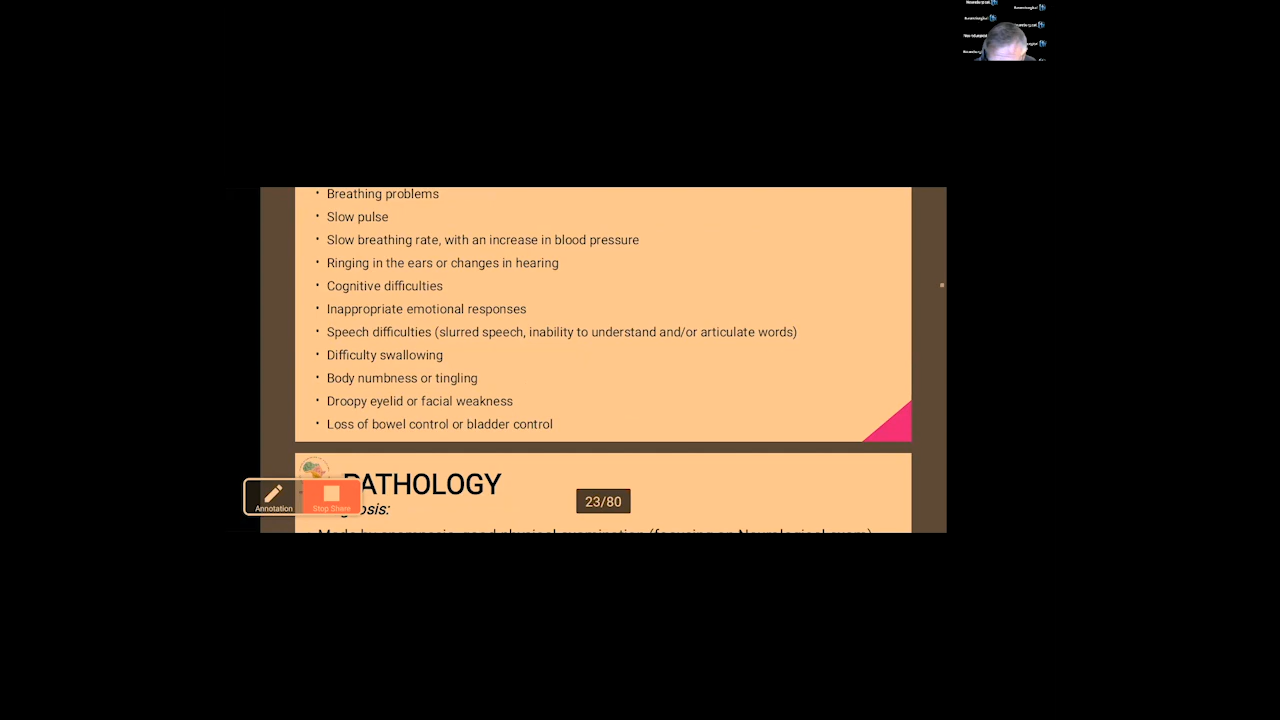 Breathing problems
Slow pulse
Slow breathing rate, with an increase in blood pressure
Ringing in the ears or changes in hearing
Cognitive difficulties
Inappropriate emotional responses
Speech difficulties (slurred speech, inability to understand and/or articulate words)
Difficulty swallowing
Body numbness or tingling
Droopy eyelid or facial weakness
Loss of bowel control or bladder control
PATHOLOGY
23/80
Annotation
Stop Share
osis: